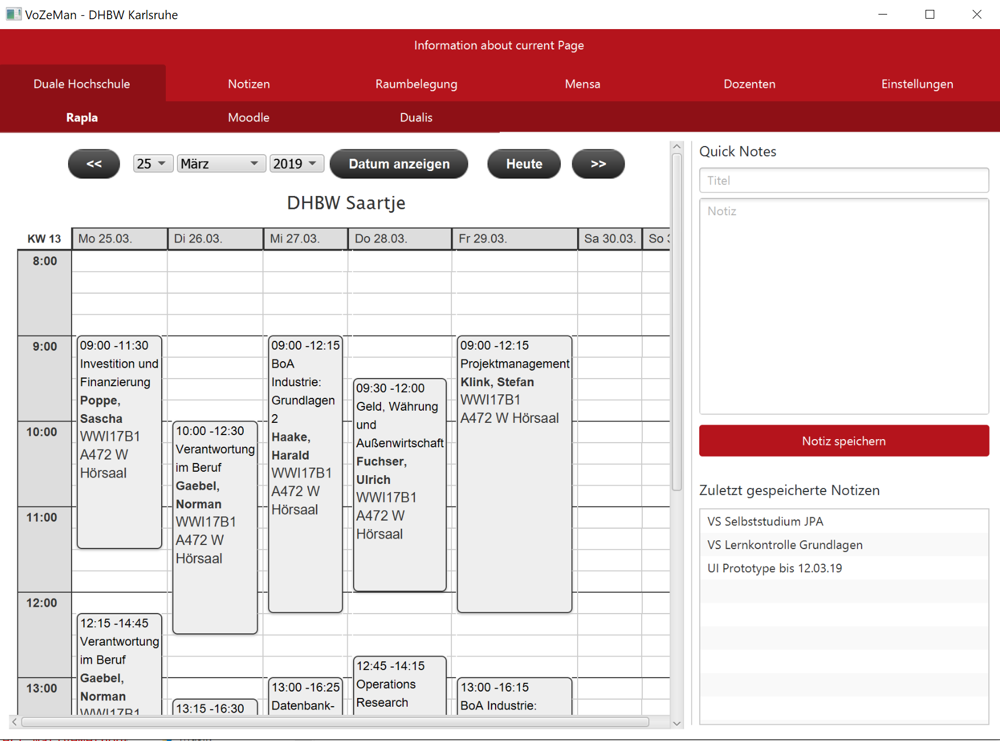 VoZeMan - DHBW Karlsruhe
Information about current Page
Duale Hochschule Notizen Raumbelegung Mensa Dozenten Einstellungen
Rapla Moodle Dualis
<< 25 März 2019 Datum anzeigen Heute >>
DHBW Saartje
KW 13 Mo 25.03. Di 26.03. Mi 27.03. Do 28.03. Fr 29.03. Sa 30.03. So
8:00
9:00
10:00
11:00
12:00
13:00
09:00 -11:30
Investition und
Finanzierung
Poppe,
Sascha
WWI17B1
A472 W
Hörsaal
12:15 -14:45
Verantwortung
im Beruf
Gaebel,
Norman
WWI17B1
10:00 -12:30
Verantwortung
im Beruf
Gaebel,
Norman
WWI17B1
A472 W
Hörsaal
13:15 -16:30
09:00 -12:15
BoA
Industrie:
Grundlagen
2
Haake,
Harald
WWI17B1
A472 W
Hörsaal
13:00 -16:25
Datenbank-
09:30 -12:00
Geld, Währung
und
Außenwirtschaft
Fuchser,
Ulrich
WWI17B1
A472 W
Hörsaal
12:45 -14:15
Operations
Research
09:00 -12:15
Projektmanagement
Klink, Stefan
WWI17B1
A472 W Hörsaal
13:00 -16:15
BoA Industrie:
Quick Notes
Titel
Notiz
Notiz speichern
Zuletzt gespeicherte Notizen
VS Selbststudium JPA
VS Lernkontrolle Grundlagen
UI Prototype bis 12.03.19